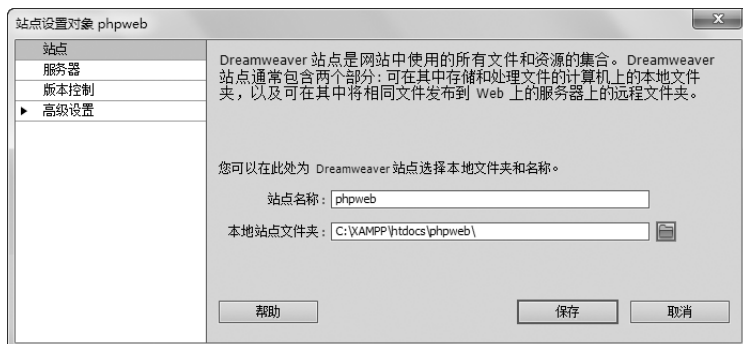 站点设置对象 phpweb
站点
服务器
版本控制
高级设置
Dreamweaver 站点是网站中使用的所有文件和资源的集合。Dreamweaver
站点通常包含两个部分:可在其中存储和处理文件的计算机上的本地文件
夹,以及可在其中将相同文件发布到 Web 上的服务器上的远程文件夹。
您可以在此处为 Dreamweaver 站点选择本地文件夹和名称。
站点名称: phpweb
本地站点文件夹: C:\XAMPP\htdocs\phpweb\
帮助 保存 取消